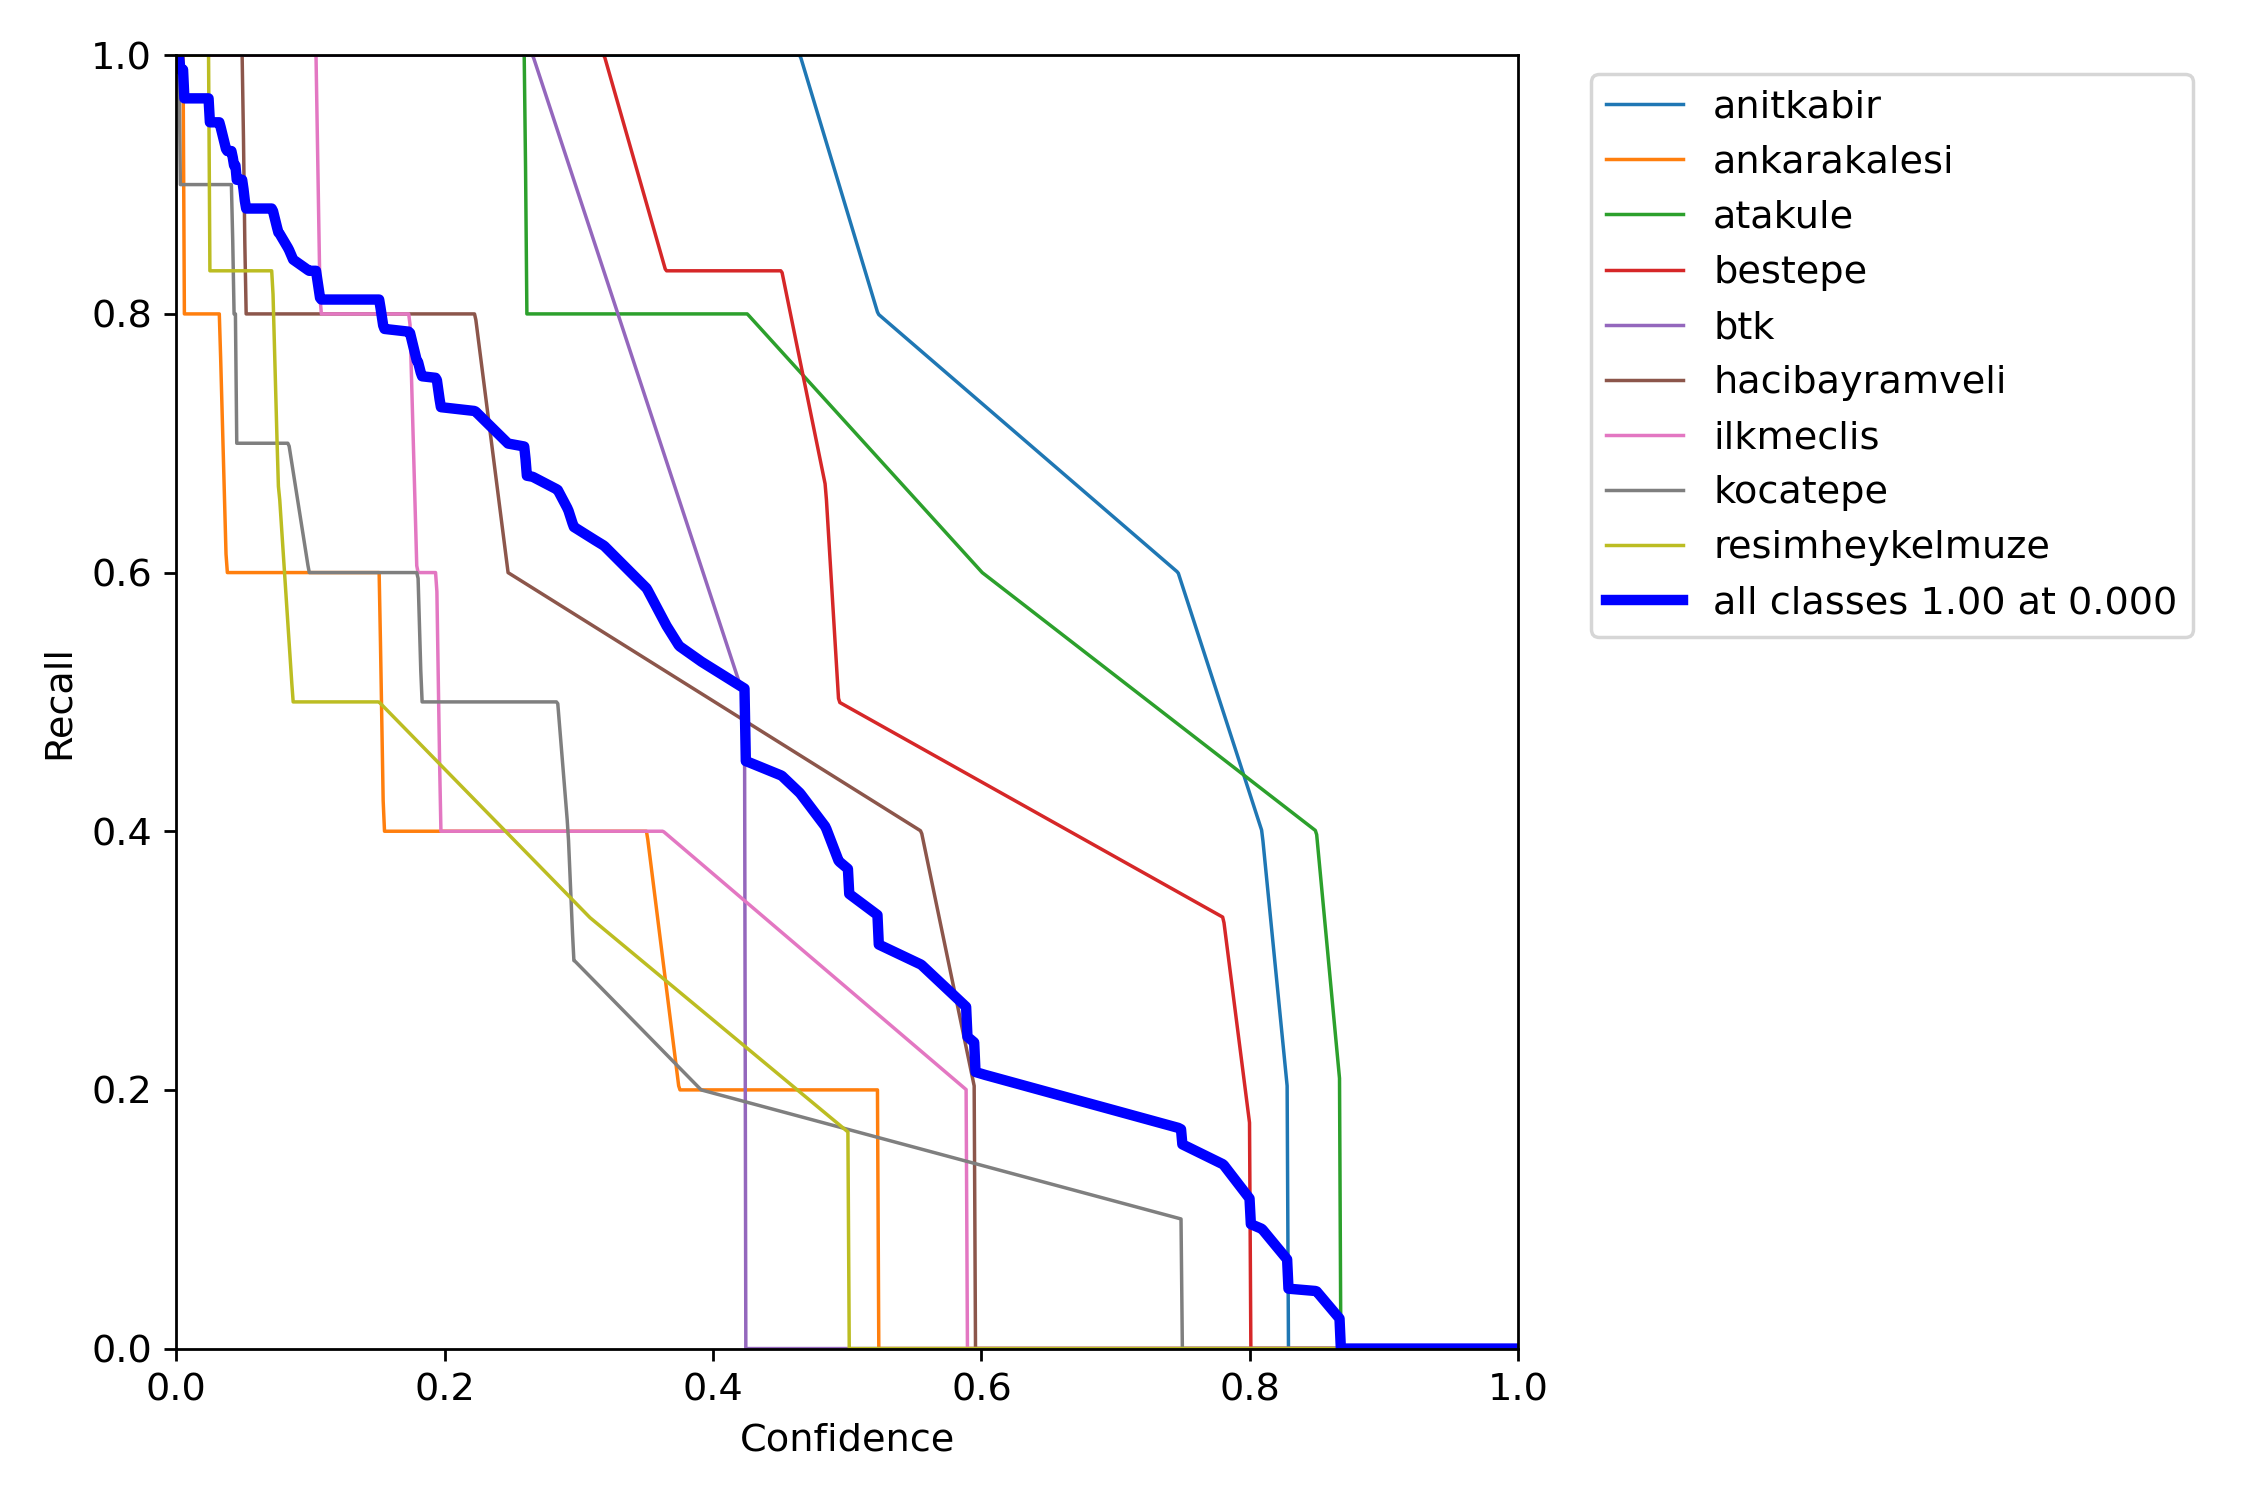 1.0
0.8
0.6
0.4
0.2
0.0
Recall
0.0 0.2 0.4 0.6 0.8 1.0
Confidence
anitkabir
ankarakalesi
atakule
bestepe
btk
hacibayramveli
ilkmeclis
kocatepe
resimheykelmuze
all classes 1.00 at 0.000